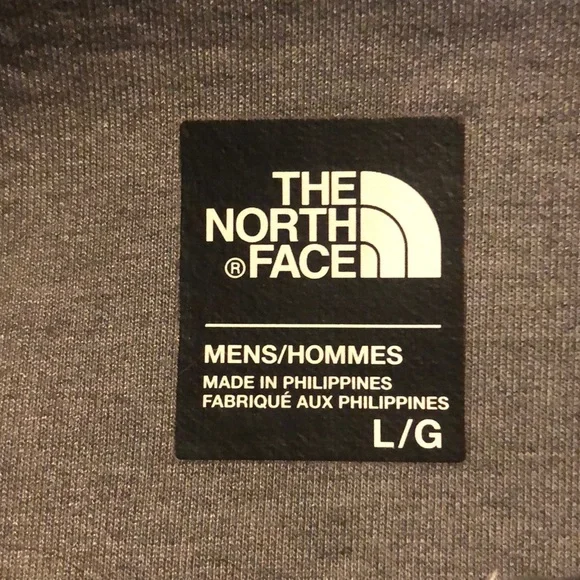 THE
NORTH
® FACE
MENS/HOMMES
MADE IN PHILIPPINES
FABRIQUÉ AUX PHILIPPINES
L/G